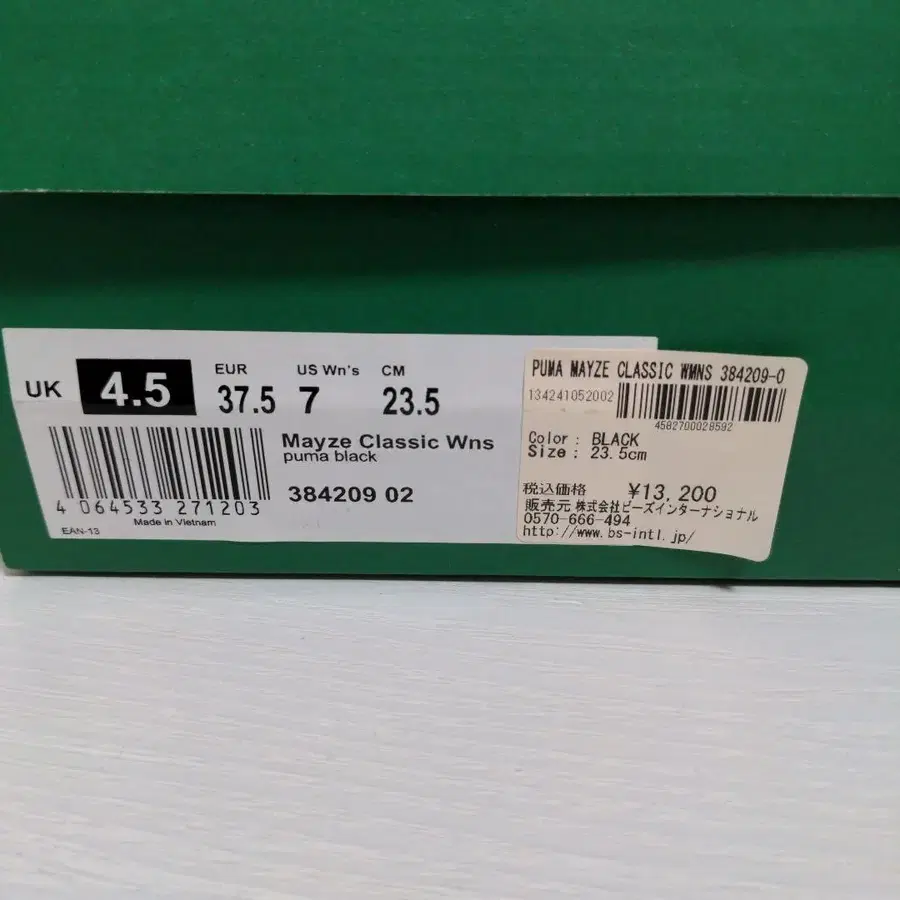 UK 4.5
EUR 37.5
US Wn's 7
CM 23.5
Mayze Classic Wns
puma black
384209 02
4 064533 271203
Made in Vietnam
EAN-13
PUMA MAYZE CLASSIC WMNS 384209-0
134241052002
4582700028592
Color : BLACK
Size : 23.5cm
税込価格 ¥13,200
販売元 株式会社ビーズインターナショナル
0570-666-494
http://www.bs-intl.jp/